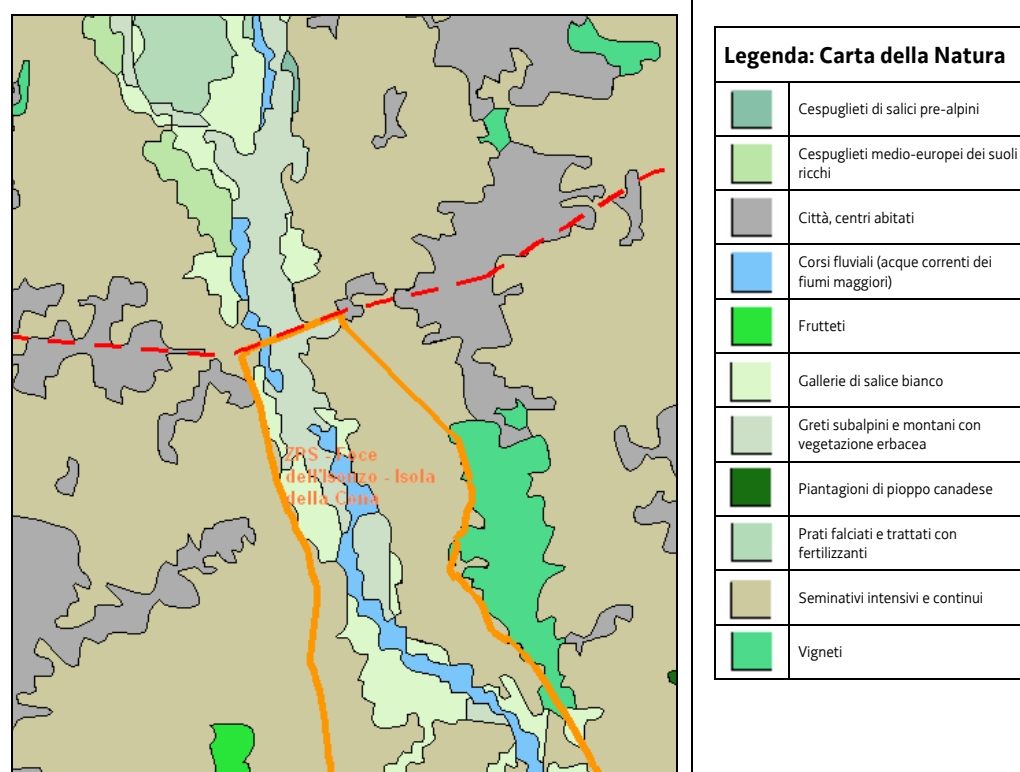 Legenda: Carta della Natura
Cespuglieti di salici pre-alpini
Cespuglieti medio-europei dei suoli
ricchi
Città, centri abitati
Corsi fluviali (acque correnti dei
fiumi maggiori)
Frutteti
Gallerie di salice bianco
Greti subalpini e montani con
vegetazione erbacea
Piantagioni di pioppo canadese
Prati falciati e trattati con
fertilizzanti
Seminativi intensivi e continui
Vigneti
ZPS - Foce
dell'Isonzo - Isola
della Cona